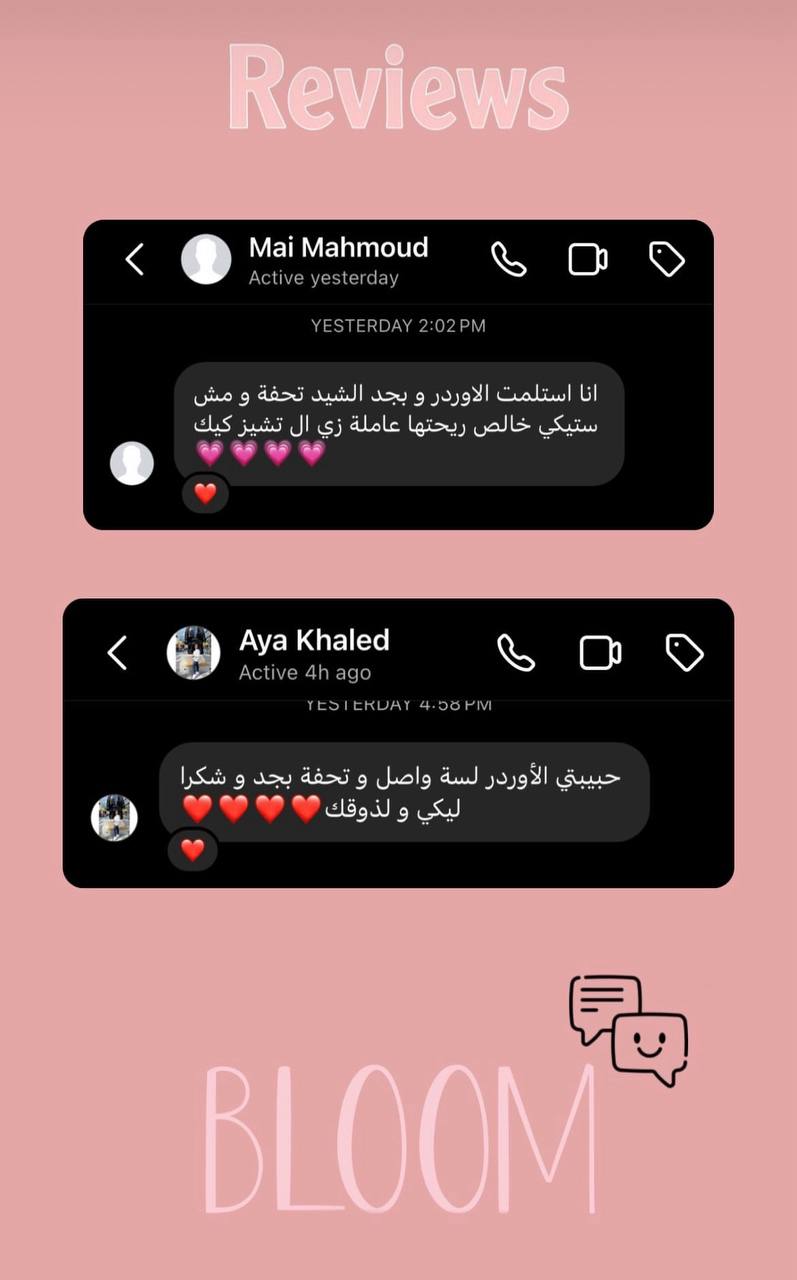 Reviews
Mai Mahmoud
Active yesterday
YESTERDAY 2:02 PM
انا استلمت الاوردر و بجد الشيد تحفة و مش
ستيكي خالص ريحتها عاملة زي ال تشيز كيك
💗💗💗💗
❤️
Aya Khaled
Active 4h ago
YESTERDAY 4:58 PM
حبيبتي الأوردر لسة واصل و تحفة بجد و شكرا
ليكي و لذوقك❤️❤️❤️❤️
❤️
BLOOM